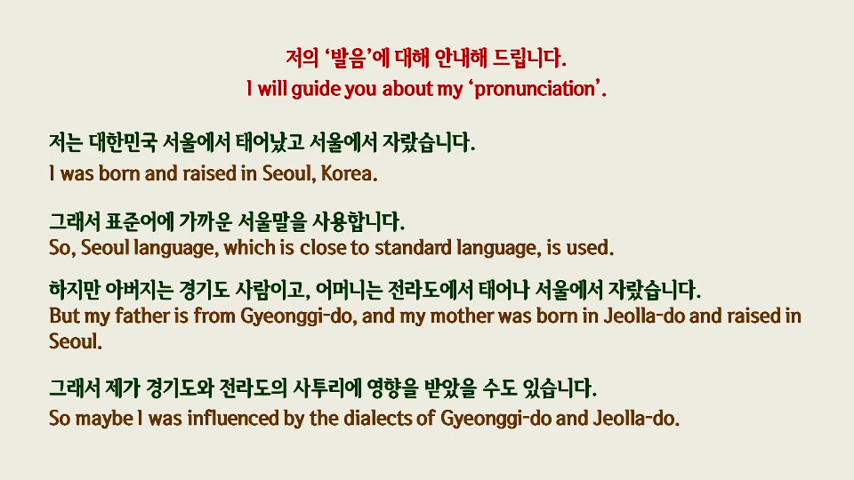 저의 ‘발음’에 대해 안내해 드립니다.
I will guide you about my ‘pronunciation’.
저는 대한민국 서울에서 태어났고 서울에서 자랐습니다.
I was born and raised in Seoul, Korea.
그래서 표준어에 가까운 서울말을 사용합니다.
So, Seoul language, which is close to standard language, is used.
하지만 아버지는 경기도 사람이고, 어머니는 전라도에서 태어나 서울에서 자랐습니다.
But my father is from Gyeonggi-do, and my mother was born in Jeolla-do and raised in
Seoul.
그래서 제가 경기도와 전라도의 사투리에 영향을 받았을 수도 있습니다.
So maybe I was influenced by the dialects of Gyeonggi-do and Jeolla-do.